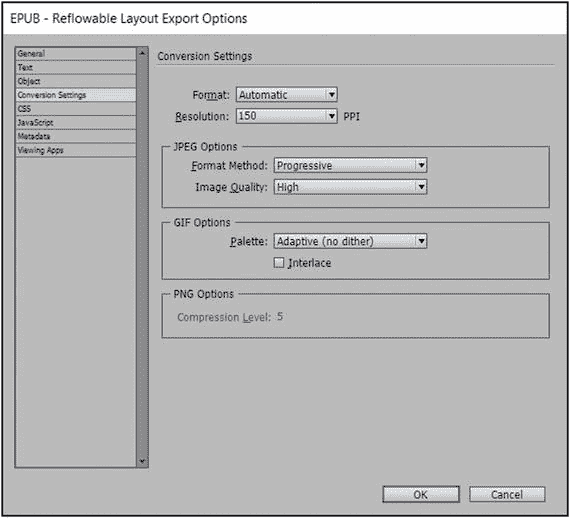 EPUB - Reflowable Layout Export Options
General
Text
Object
Conversion Settings
CSS
JavaScript
Metadata
Viewing Apps
Conversion Settings
Format: Automatic
Resolution: 150 PPI
JPEG Options
Format Method: Progressive
Image Quality: High
GIF Options
Palette: Adaptive (no dither)
Interlace
PNG Options
Compression Level: 5
OK Cancel